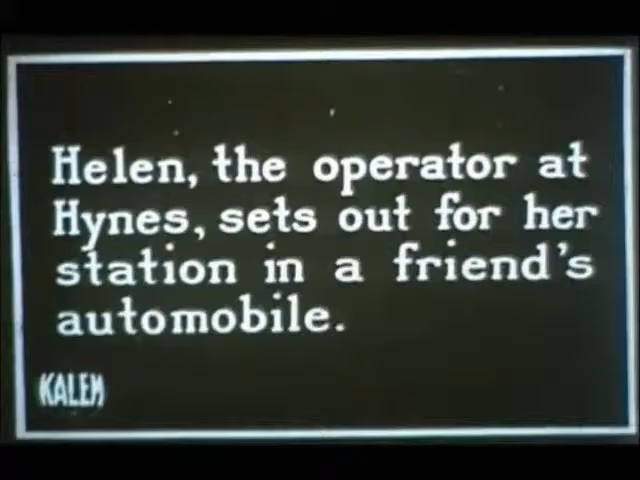 Helen, the operator at
Hynes, sets out for her
station in a friend's
automobile.
KALEM